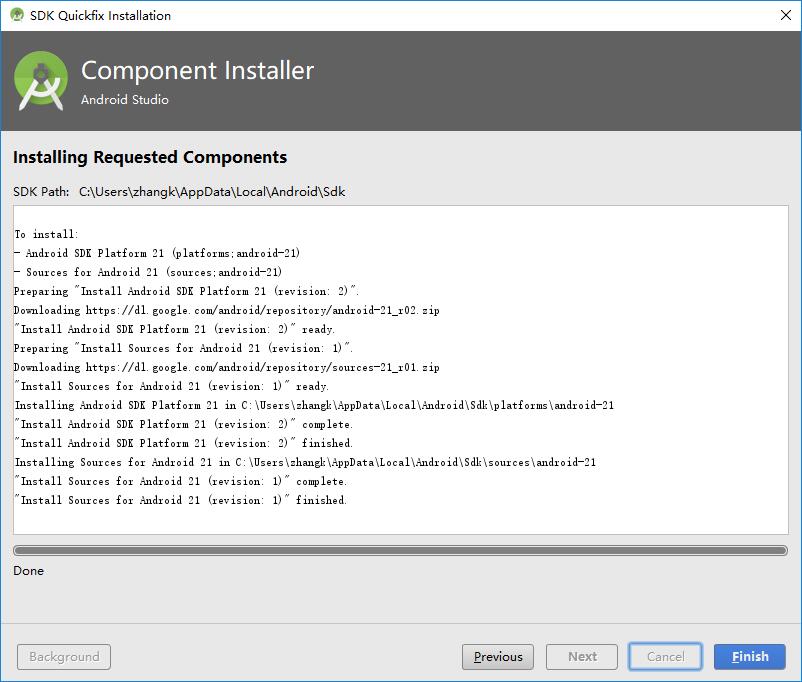 SDK Quickfix Installation
Component Installer
Android Studio
Installing Requested Components
SDK Path: C:\Users\zhangk\AppData\Local\Android\Sdk
To install:
- Android SDK Platform 21 (platforms;android-21)
- Sources for Android 21 (sources;android-21)
Preparing "Install Android SDK Platform 21 (revision: 2)".
Downloading https://dl.google.com/android/repository/android-21_r02.zip
"Install Android SDK Platform 21 (revision: 2)" ready.
Preparing "Install Sources for Android 21 (revision: 1)".
Downloading https://dl.google.com/android/repository/sources-21_r01.zip
"Install Sources for Android 21 (revision: 1)" ready.
Installing Android SDK Platform 21 in C:\Users\zhangk\AppData\Local\Android\Sdk\platforms\android-21
"Install Android SDK Platform 21 (revision: 2)" complete.
"Install Android SDK Platform 21 (revision: 2)" finished.
Installing Sources for Android 21 in C:\Users\zhangk\AppData\Local\Android\Sdk\sources\android-21
"Install Sources for Android 21 (revision: 1)" complete.
"Install Sources for Android 21 (revision: 1)" finished.
Done
Background Previous Next Cancel Finish